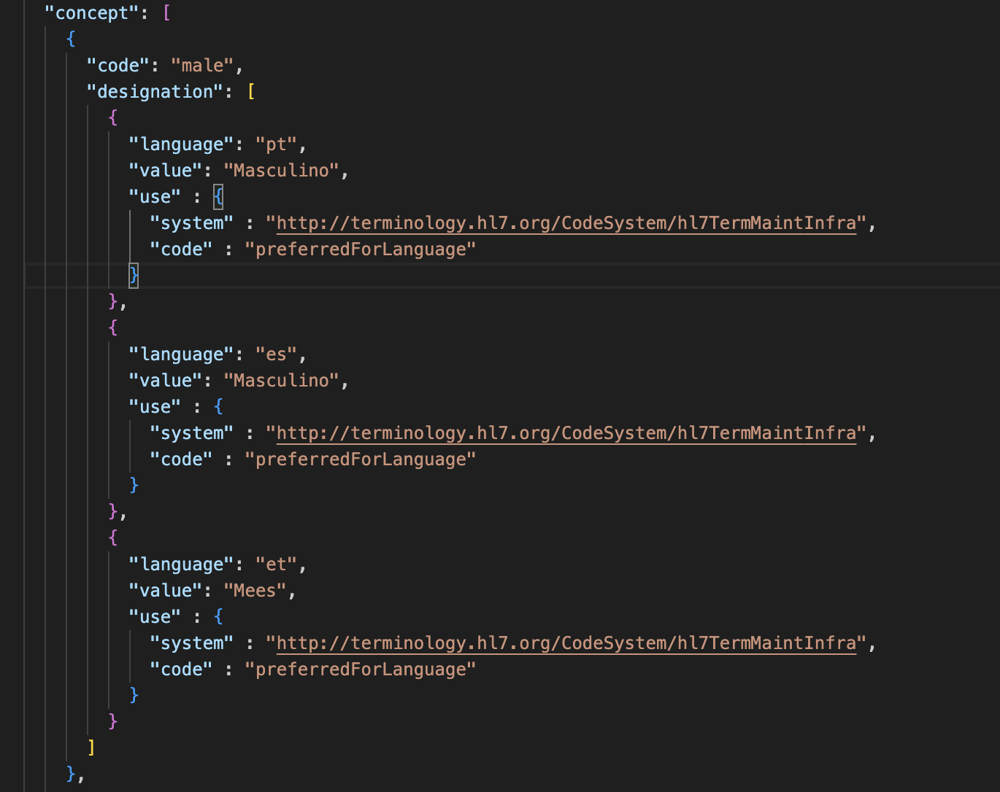 "concept": [
{
"code": "male",
"designation": [
{
"language": "pt",
"value": "Masculino",
"use" : {
"system" : "http://terminology.hl7.org/CodeSystem/hl7TermMaintInfra",
"code" : "preferredForLanguage"
}
},
{
"language": "es",
"value": "Masculino",
"use" : {
"system" : "http://terminology.hl7.org/CodeSystem/hl7TermMaintInfra",
"code" : "preferredForLanguage"
}
},
{
"language": "et",
"value": "Mees",
"use" : {
"system" : "http://terminology.hl7.org/CodeSystem/hl7TermMaintInfra",
"code" : "preferredForLanguage"
}
}
]
},